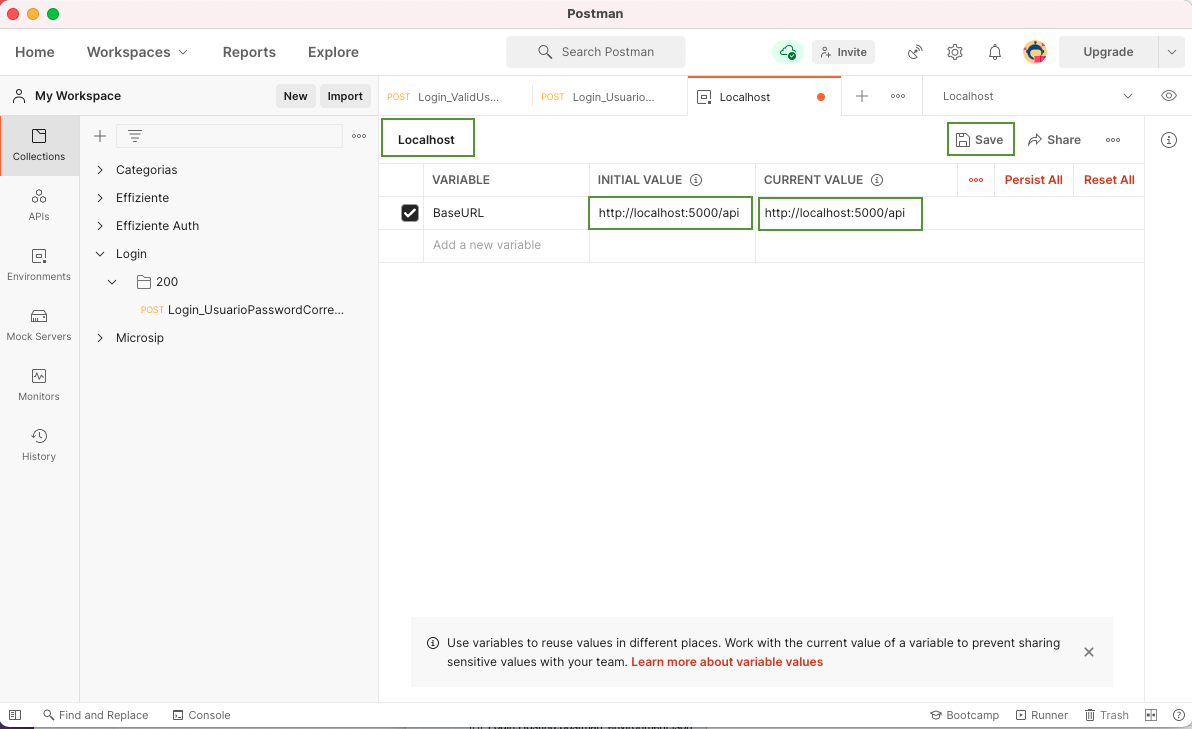 Postman
Home
Workspaces
Reports
Explore
Search Postman
Invite
Upgrade
My Workspace
New
Import
POST Login_ValidUs...
POST Login_Usuario...
Localhost
Localhost
Collections
APIs
Environments
Mock Servers
Monitors
History
Categorias
Effiziente
Effiziente Auth
Login
200
POST Login_UsuarioPasswordCorre...
Microsip
Localhost
Save
Share
VARIABLE
INITIAL VALUE
CURRENT VALUE
Persist All
Reset All
BaseURL
http://localhost:5000/api
http://localhost:5000/api
Add a new variable
Use variables to reuse values in different places. Work with the current value of a variable to prevent sharing
sensitive values with your team. Learn more about variable values
Find and Replace
Console
Bootcamp
Runner
Trash